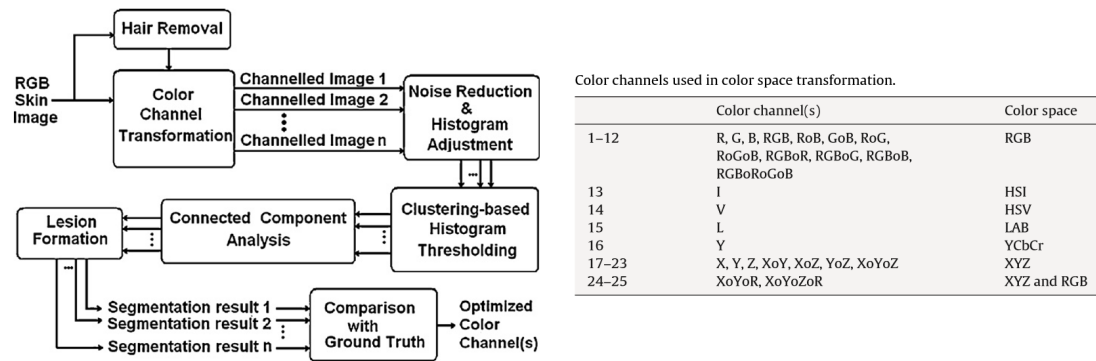 Hair Removal
RGB
Skin
Image
Color
Channel
Transformation
Channelled Image 1
Channelled Image 2
Channelled Image n
Noise Reduction
&
Histogram
Adjustment
...
Clustering-based
Histogram
Thresholding
Connected Component
Analysis
Lesion
Formation
...
Segmentation result 1
Segmentation result 2
Segmentation result n
Comparison
with
Ground Truth
Optimized
Color
Channel(s)
Color channels used in color space transformation.
Color channel(s) Color space
1–12 R, G, B, RGB, RoB, GoB, RoG, RGB
RoGoB, RGBoR, RGBoG, RGBoB,
RGBoRoGoB
13 I HSI
14 V HSV
15 L LAB
16 Y YCbCr
17–23 X, Y, Z, XoY, XoZ, YoZ, XoYoZ XYZ
24–25 XoYoR, XoYoZoR XYZ and RGB